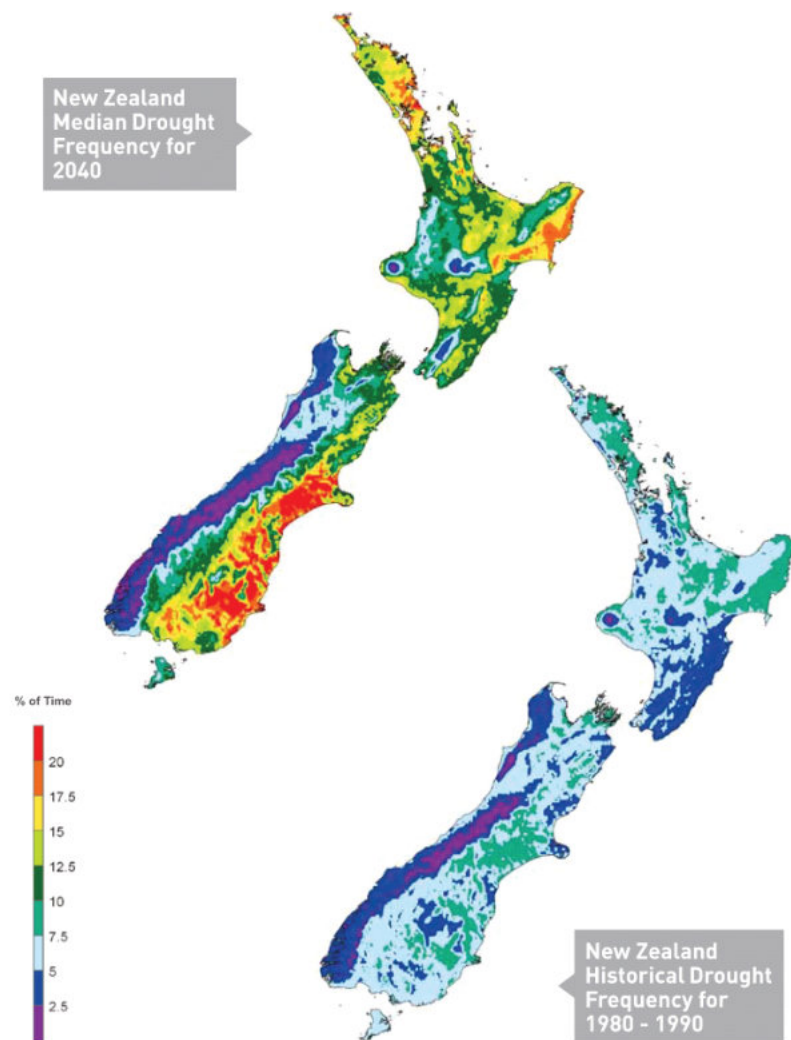 New Zealand
Median Drought
Frequency for
2040
% of Time
20
17.5
15
12.5
10
7.5
5
2.5
New Zealand
Historical Drought
Frequency for
1980 - 1990